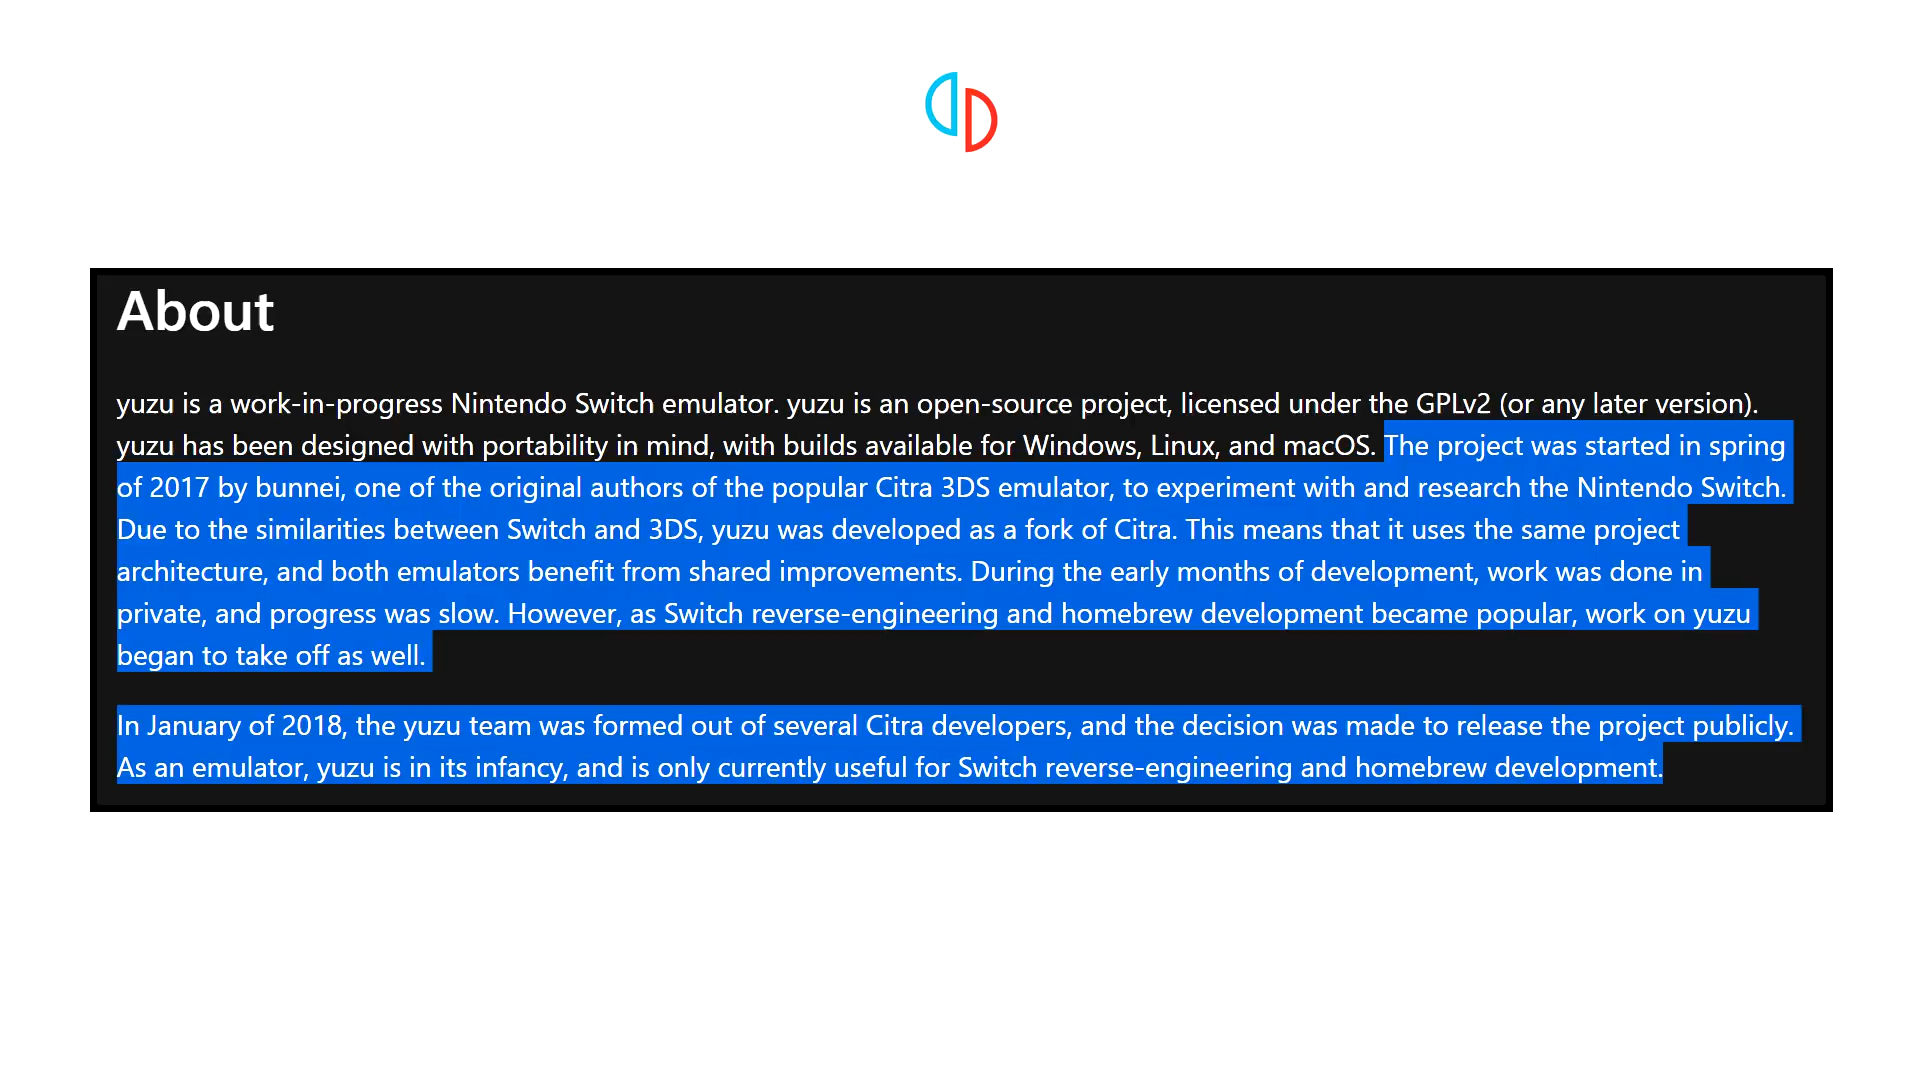 About
yuzu is a work-in-progress Nintendo Switch emulator. yuzu is an open-source project, licensed under the GPLv2 (or any later version).
yuzu has been designed with portability in mind, with builds available for Windows, Linux, and macOS. The project was started in spring
of 2017 by bunnei, one of the original authors of the popular Citra 3DS emulator, to experiment with and research the Nintendo Switch.
Due to the similarities between Switch and 3DS, yuzu was developed as a fork of Citra. This means that it uses the same project
architecture, and both emulators benefit from shared improvements. During the early months of development, work was done in
private, and progress was slow. However, as Switch reverse-engineering and homebrew development became popular, work on yuzu
began to take off as well.
In January of 2018, the yuzu team was formed out of several Citra developers, and the decision was made to release the project publicly.
As an emulator, yuzu is in its infancy, and is only currently useful for Switch reverse-engineering and homebrew development.